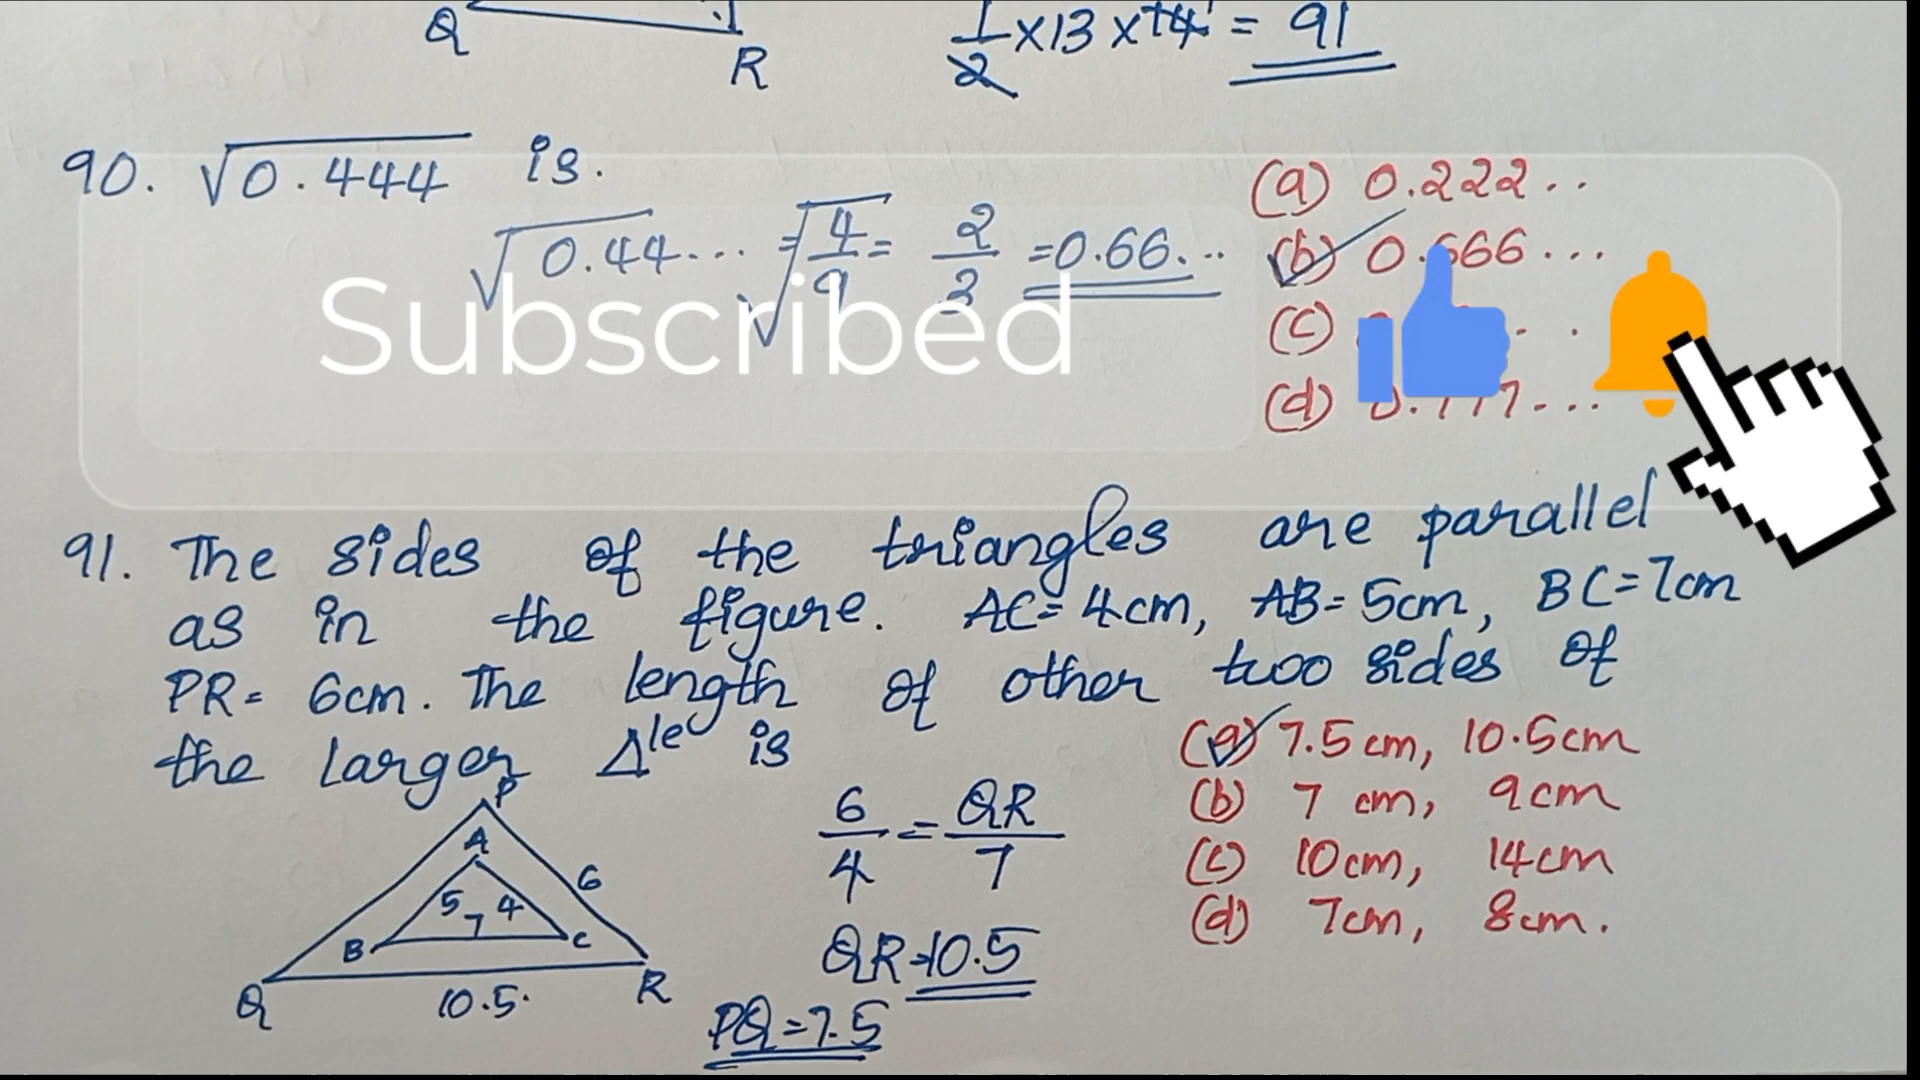 Q
R
1/2 × 13 × 14 = 91
90. √0.444 is.
√0.44... = √4/9 = 2/3 = 0.66...
(a) 0.222..
(b) 0.666...
(c)
(d) 0.777...
Subscribed
91. The sides of the triangles are parallel
as in the figure. AC = 4cm, AB = 5cm, BC = 7cm
PR = 6cm. The length of other two sides of
the larger Δle is
(a) 7.5 cm, 10.5cm
(b) 7 cm, 9cm
(c) 10cm, 14cm
(d) 7cm, 8cm.
P
A
6
5 7 4
B C
Q R
10.5.
6/4 = QR/7
QR = 10.5
PQ = 7.5